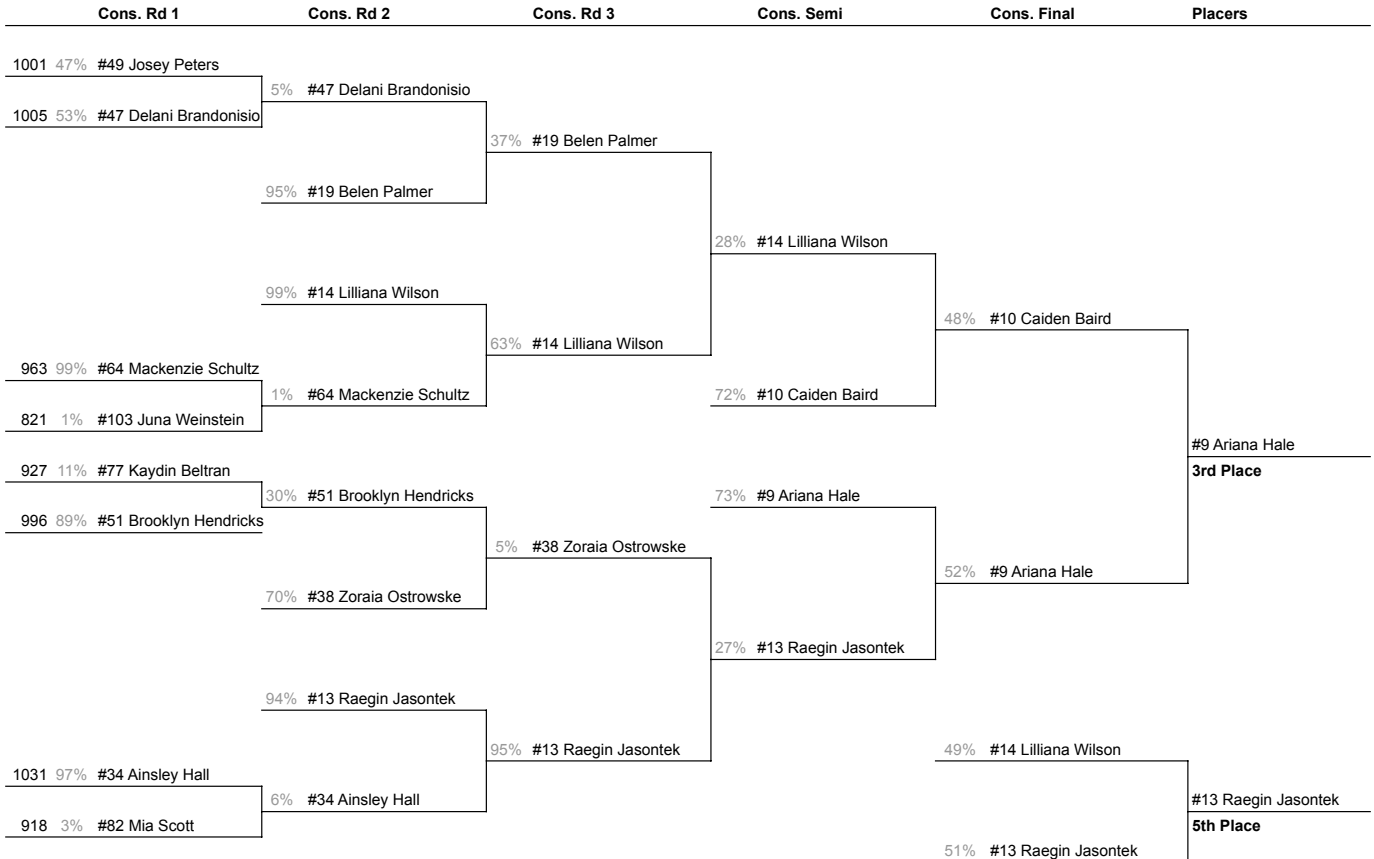 Cons. Rd 1 Cons. Rd 2 Cons. Rd 3 Cons. Semi Cons. Final Placers
1001 47% #49 Josey Peters
5% #47 Delani Brandonisio
1005 53% #47 Delani Brandonisio
37% #19 Belen Palmer
95% #19 Belen Palmer
28% #14 Lilliana Wilson
99% #14 Lilliana Wilson
48% #10 Caiden Baird
63% #14 Lilliana Wilson
963 99% #64 Mackenzie Schultz
1% #64 Mackenzie Schultz
72% #10 Caiden Baird
821 1% #103 Juna Weinstein
#9 Ariana Hale
927 11% #77 Kaydin Beltran
3rd Place
30% #51 Brooklyn Hendricks
73% #9 Ariana Hale
996 89% #51 Brooklyn Hendricks
5% #38 Zoraia Ostrowske
52% #9 Ariana Hale
70% #38 Zoraia Ostrowske
27% #13 Raegin Jasontek
94% #13 Raegin Jasontek
95% #13 Raegin Jasontek
49% #14 Lilliana Wilson
1031 97% #34 Ainsley Hall
6% #34 Ainsley Hall
#13 Raegin Jasontek
918 3% #82 Mia Scott
5th Place
51% #13 Raegin Jasontek